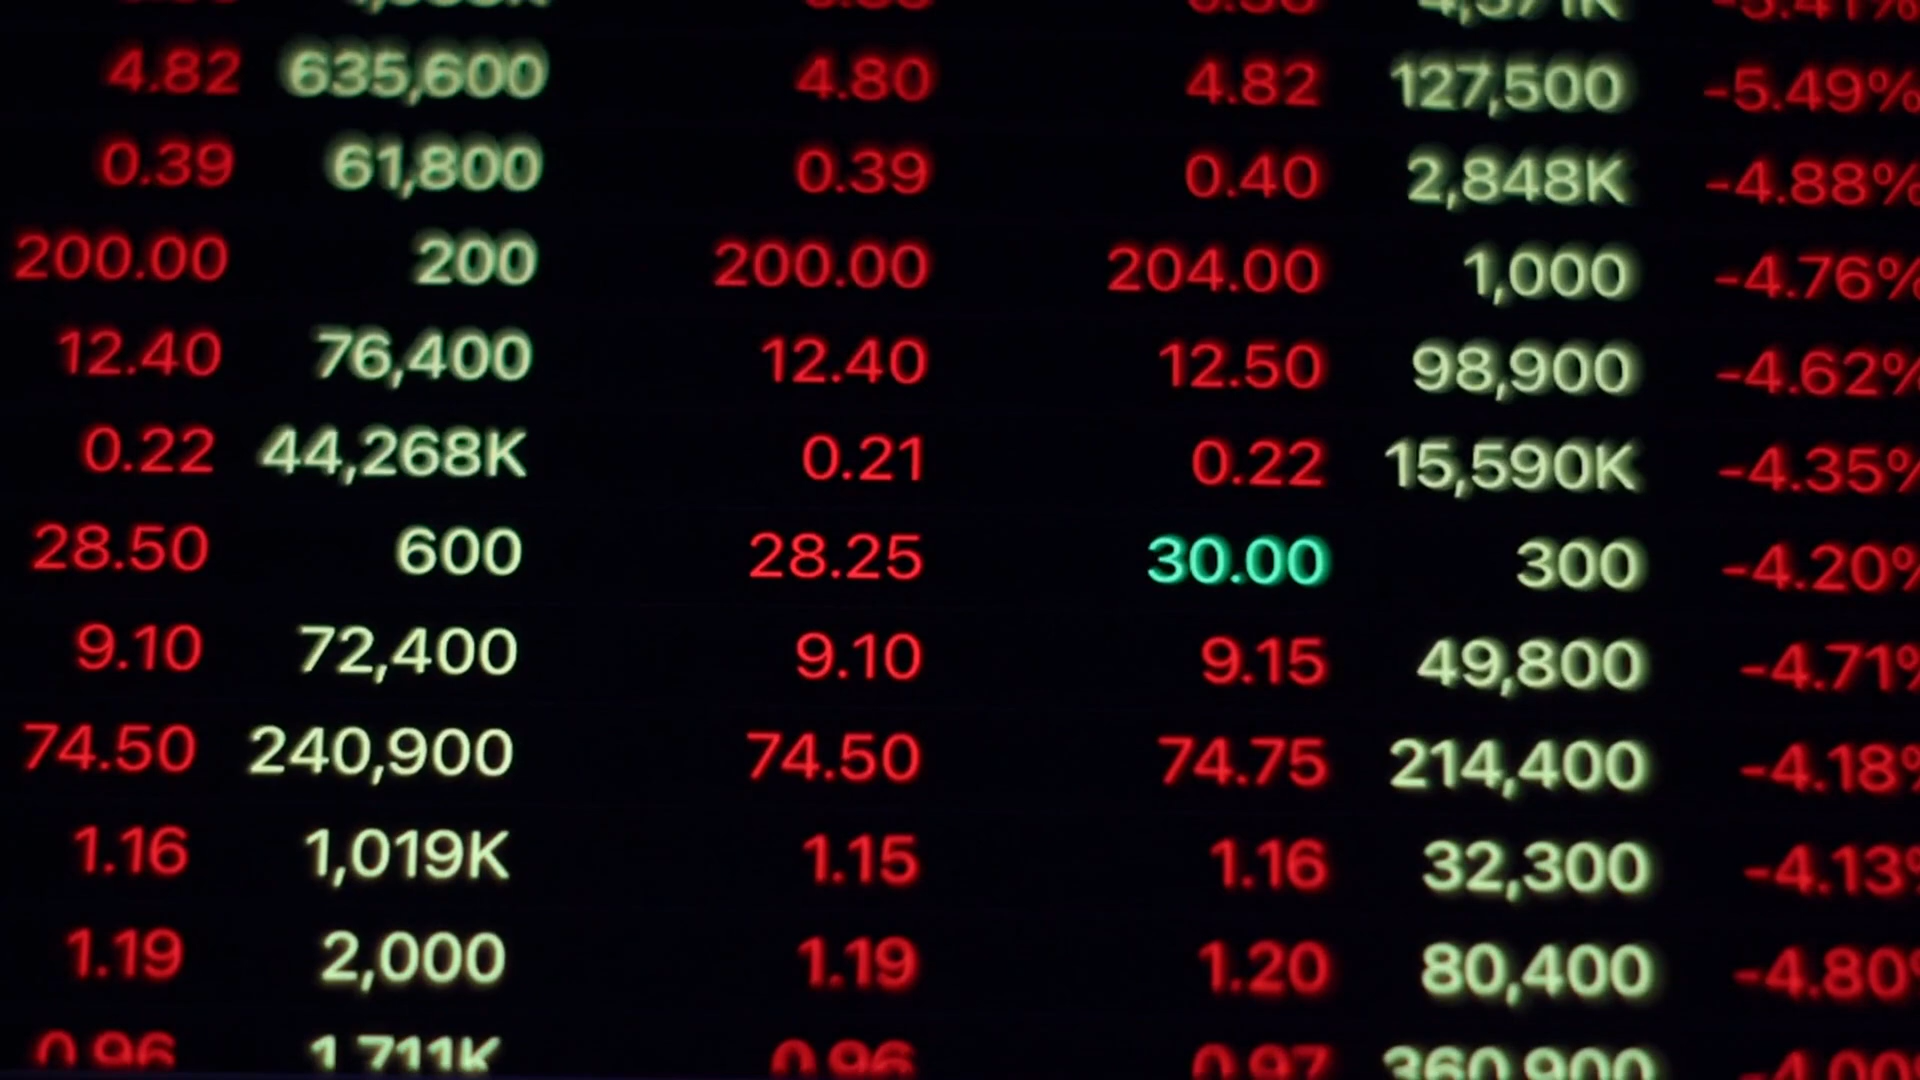 4.82 635,600 4.80 4.82 127,500 -5.49%
0.39 61,800 0.39 0.40 2,848K -4.88%
200.00 200 200.00 204.00 1,000 -4.76%
12.40 76,400 12.40 12.50 98,900 -4.62%
0.22 44,268K 0.21 0.22 15,590K -4.35%
28.50 600 28.25 30.00 300 -4.20%
9.10 72,400 9.10 9.15 49,800 -4.71%
74.50 240,900 74.50 74.75 214,400 -4.18%
1.16 1,019K 1.15 1.16 32,300 -4.13%
1.19 2,000 1.19 1.20 80,400 -4.80%
0.96 1,711K 0.96 0.97 360,900 -4.00%